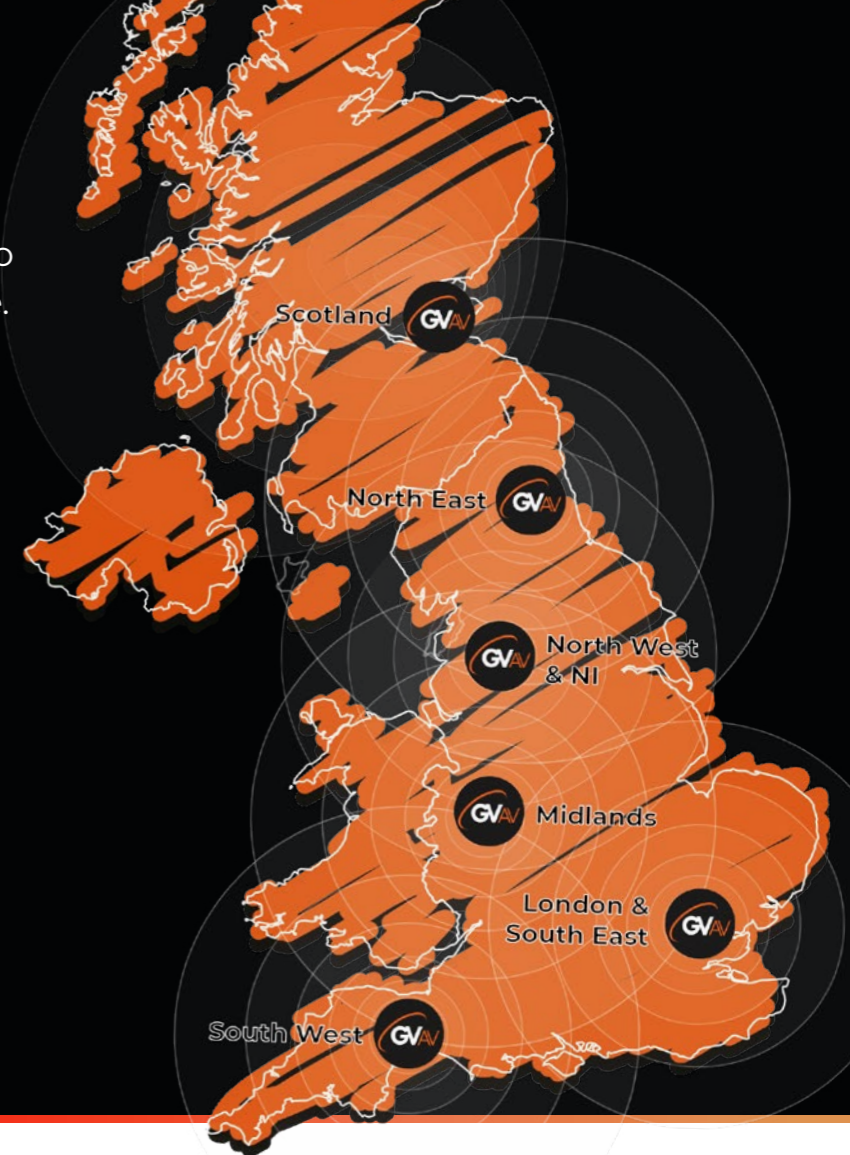 o
.
Scotland
GVAV
North East
GVAV
GVAV
North West
& NI
GVAV
Midlands
London &
South East
GVAV
South West
GVAV